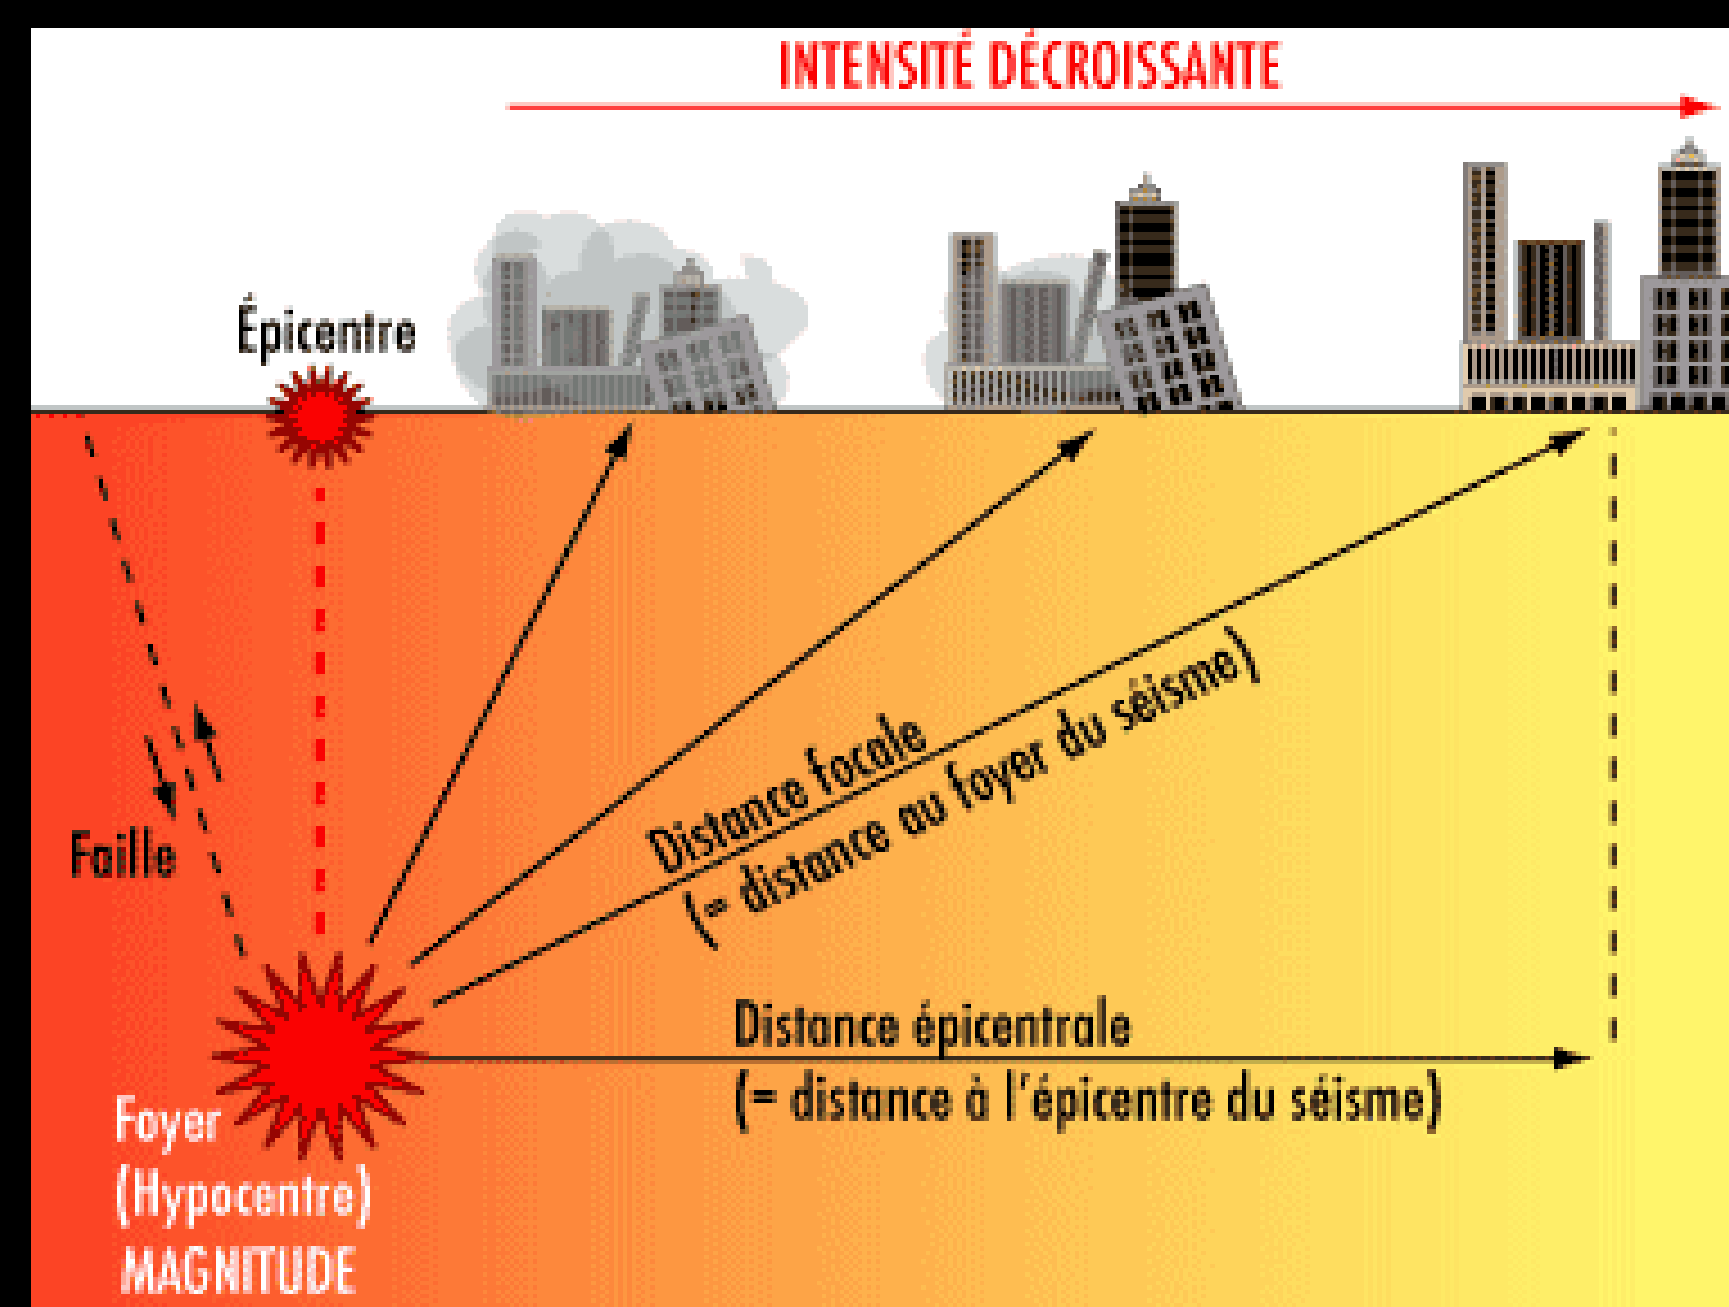 INTENSITÉ DÉCROISSANTE
Épicentre
Faille
Distance focale
(= distance au foyer du séisme)
Distance épicentrale
(= distance à l'épicentre du séisme)
Foyer
(Hypocentre)
MAGNITUDE